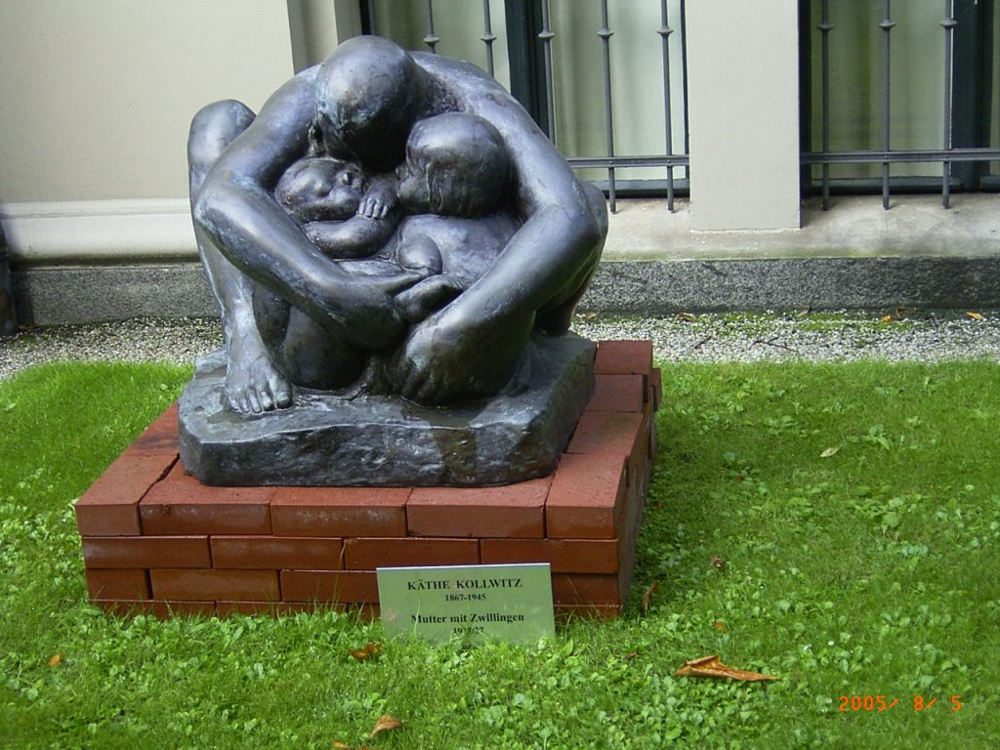 KÄTHE KOLLWITZ
1867-1945
Mutter mit Zwillingen
2005/ 8/ 5